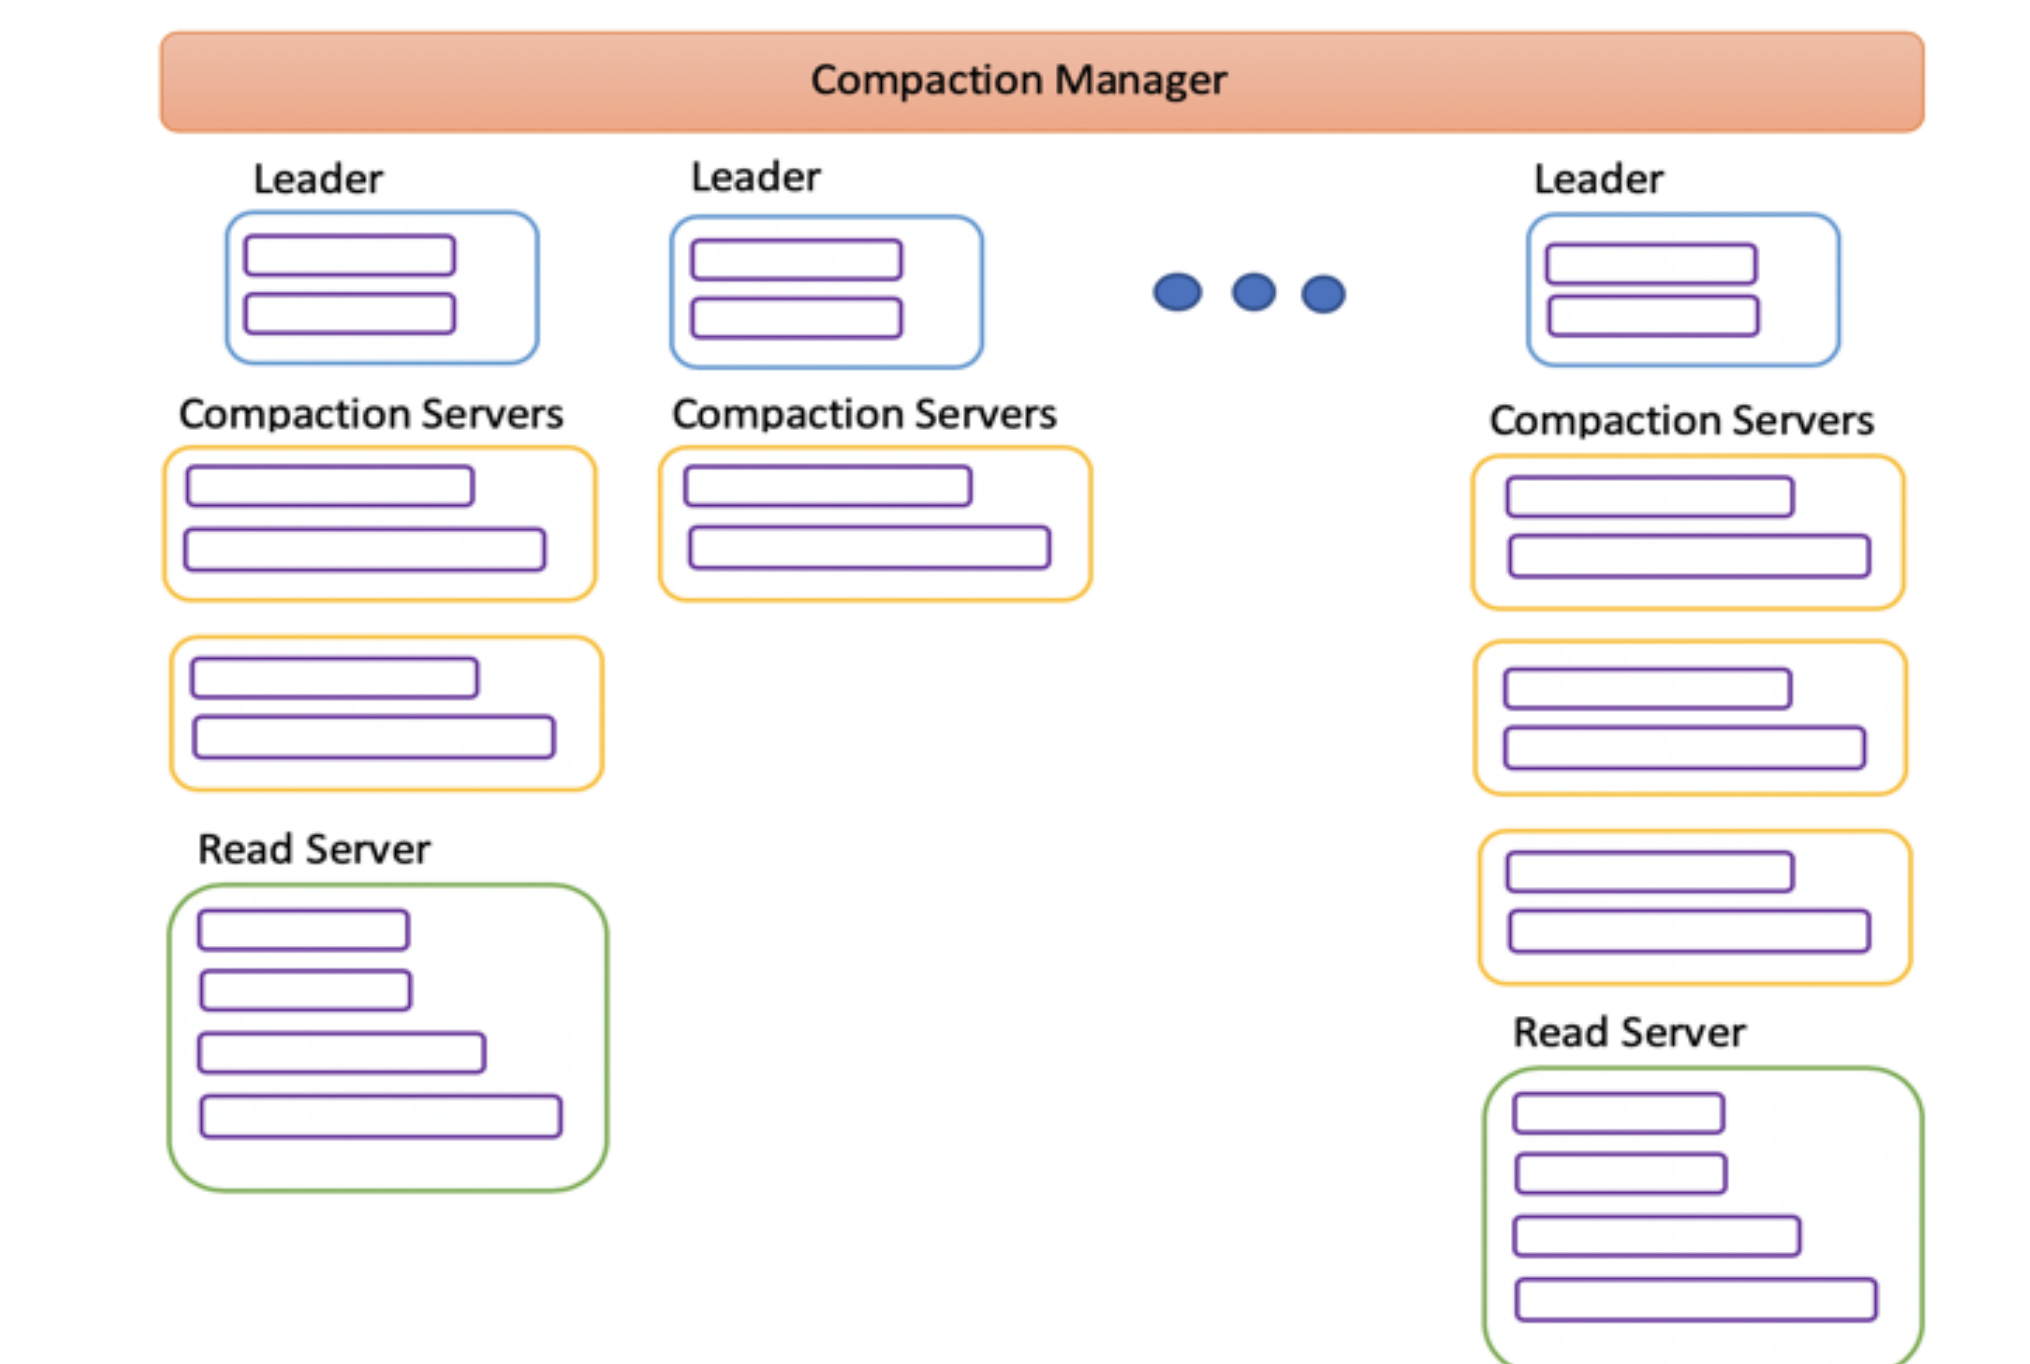 Compaction Manager
Leader
Leader
Leader
Compaction Servers
Compaction Servers
Compaction Servers
Read Server
Read Server